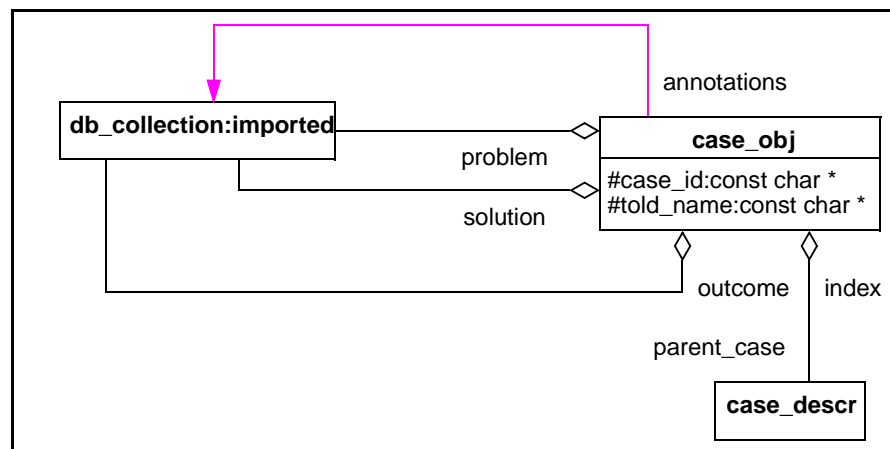 annotations
db_collection:imported
case_obj
problem
#case_id:const char *
#told_name:const char *
solution
outcome
index
parent_case
case_descr